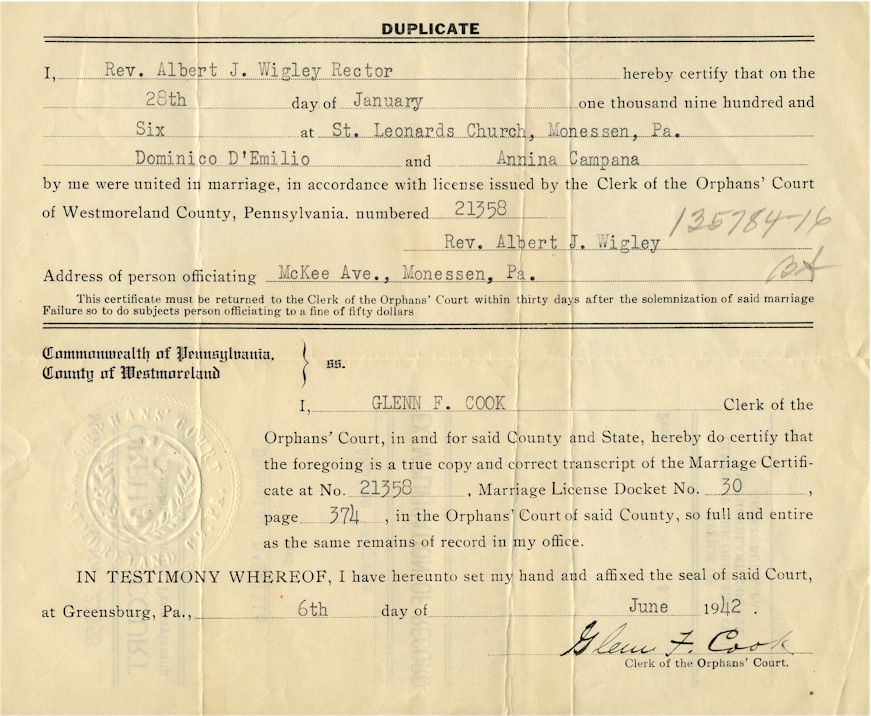 DUPLICATE
I, Rev. Albert J. Wigley Rector hereby certify that on the
28th day of January one thousand nine hundred and
Six at St. Leonards Church, Monessen, Pa.
Dominico D'Emilio and Annina Campana
by me were united in marriage, in accordance with license issued by the Clerk of the Orphans' Court
of Westmoreland County, Pennsylvania. numbered 21358
135784-16
Rev. Albert J. Wigley
Address of person officiating McKee Ave., Monessen, Pa.
This certificate must be returned to the Clerk of the Orphans' Court within thirty days after the solemnization of said marriage
Failure so to do subjects person officiating to a fine of fifty dollars
Commonwealth of Pennsylvania,
County of Westmoreland
ss.
I, GLENN F. COOK Clerk of the
Orphans' Court, in and for said County and State, hereby do certify that
the foregoing is a true copy and correct transcript of the Marriage Certifi-
cate at No. 21358 , Marriage License Docket No. 30 ,
page 374 , in the Orphans' Court of said County, so full and entire
as the same remains of record in my office.
ORPHANS' COURT
WESTMORELAND CO. PA.
IN TESTIMONY WHEREOF, I have hereunto set my hand and affixed the seal of said Court,
at Greensburg, Pa., 6th day of June 1942 .
Glenn F. Cook
Clerk of the Orphans' Court.